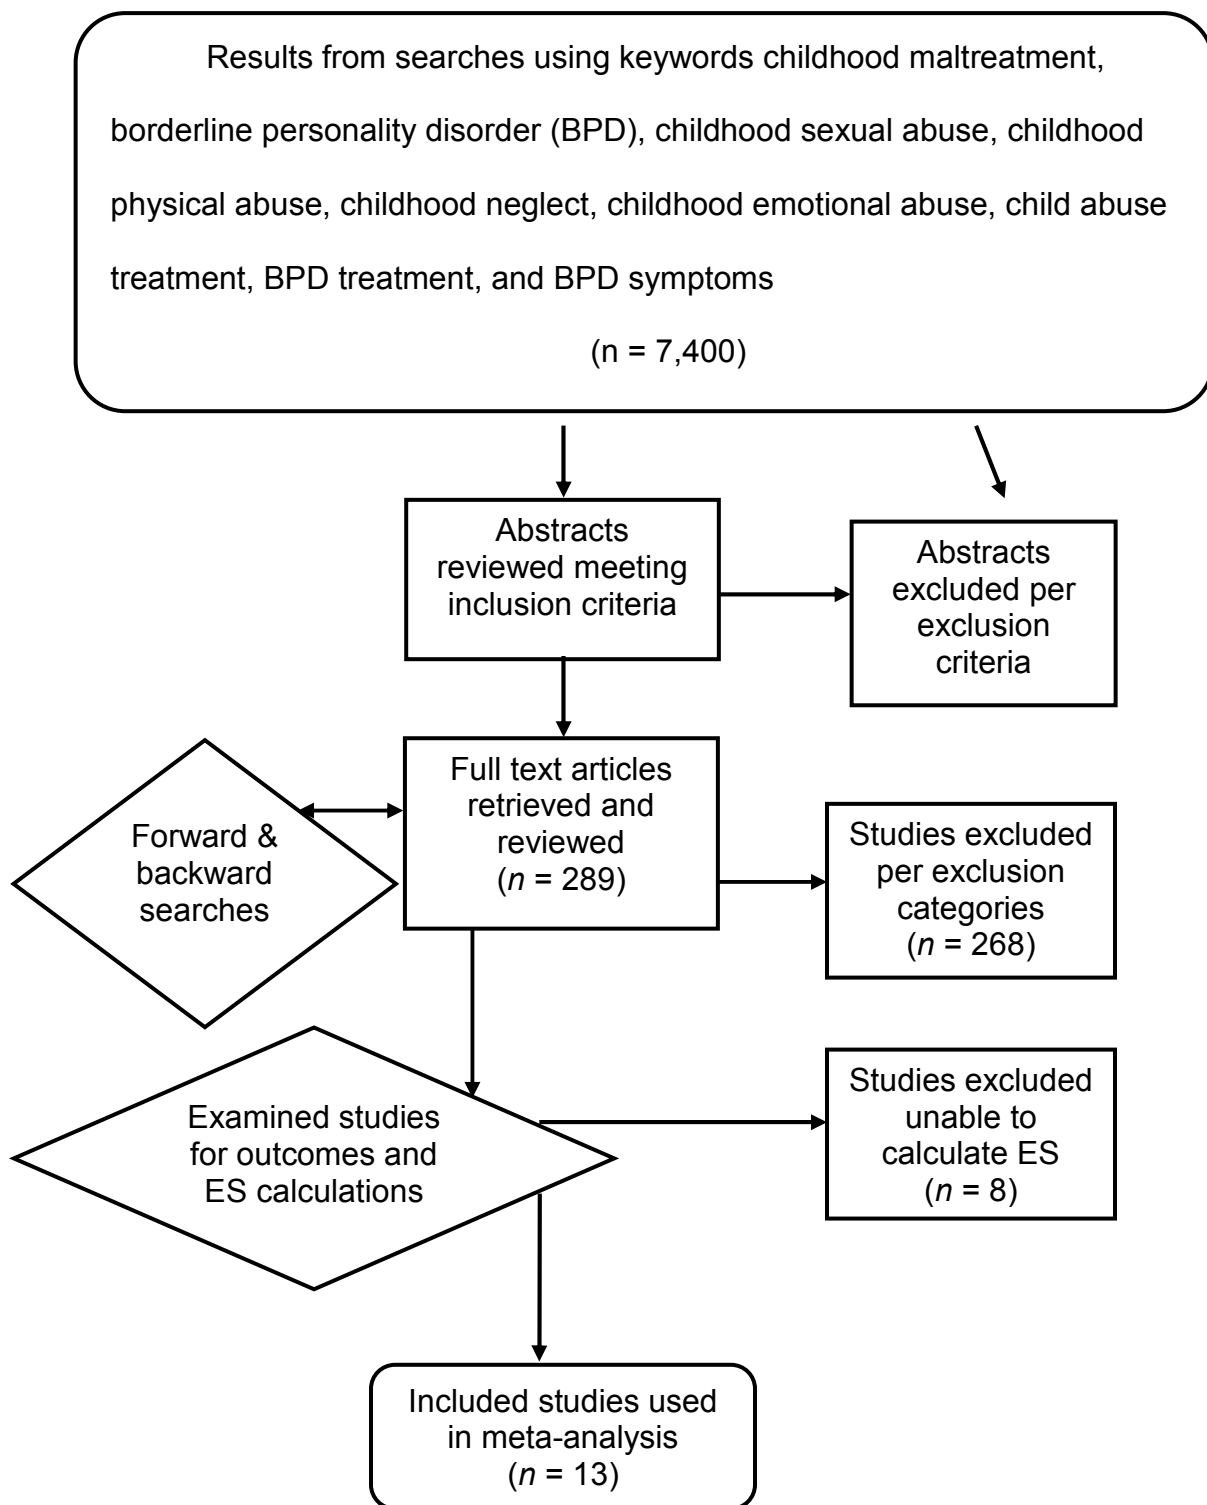 Results from searches using keywords childhood maltreatment,
borderline personality disorder (BPD), childhood sexual abuse, childhood
physical abuse, childhood neglect, childhood emotional abuse, child abuse
treatment, BPD treatment, and BPD symptoms
(n = 7,400)
Abstracts
reviewed meeting
inclusion criteria
Abstracts
excluded per
exclusion
criteria
Full text articles
retrieved and
reviewed
(n = 289)
Forward &
backward
searches
Studies excluded
per exclusion
categories
(n = 268)
Examined studies
for outcomes and
ES calculations
Studies excluded
unable to
calculate ES
(n = 8)
Included studies used
in meta-analysis
(n = 13)